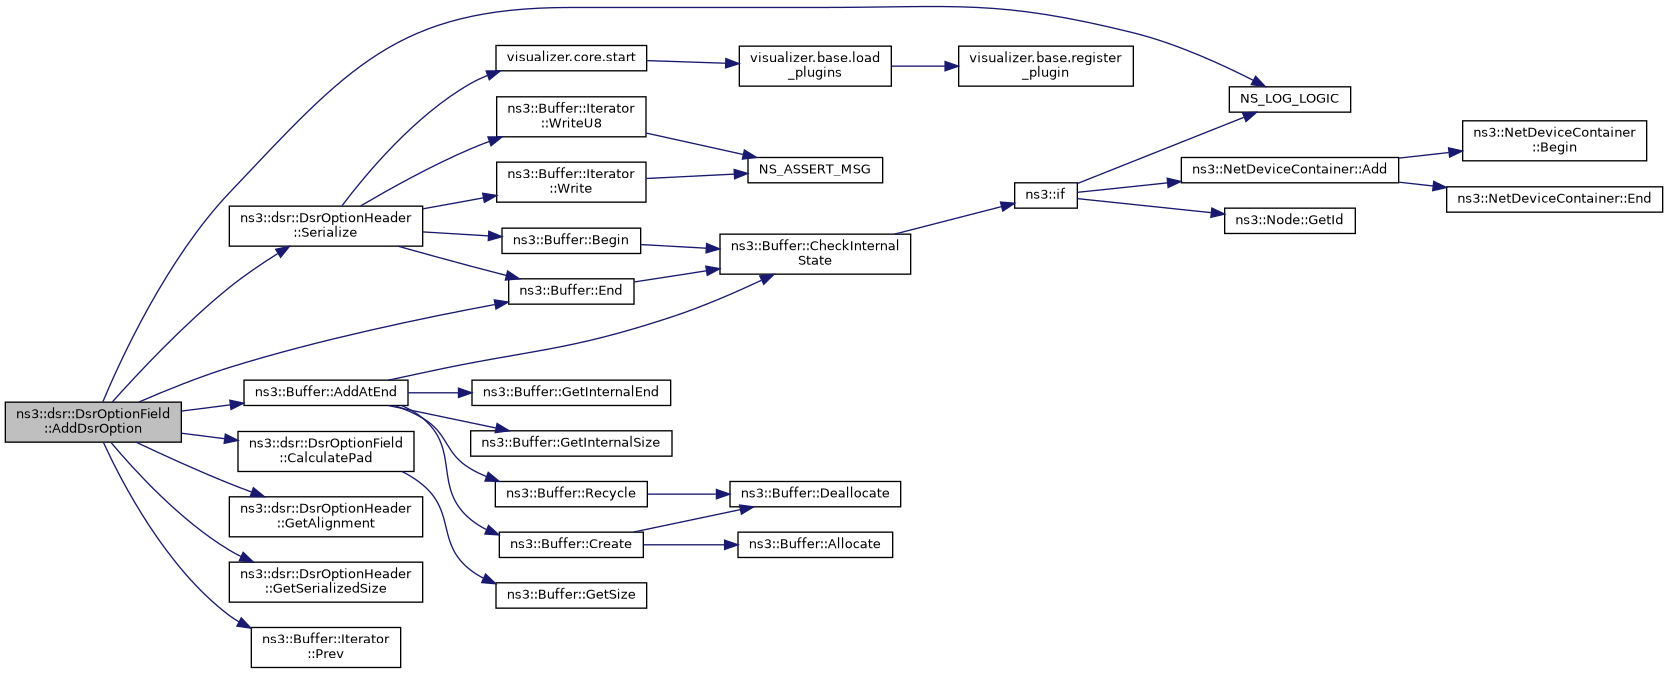 visualizer.core.start
visualizer.base.load
_plugins
visualizer.base.register
_plugin
NS_LOG_LOGIC
ns3::Buffer::Iterator
::WriteU8
ns3::NetDeviceContainer
::Begin
NS_ASSERT_MSG
ns3::NetDeviceContainer::Add
ns3::Buffer::Iterator
::Write
ns3::if
ns3::NetDeviceContainer::End
ns3::dsr::DsrOptionHeader
::Serialize
ns3::Node::GetId
ns3::Buffer::Begin
ns3::Buffer::CheckInternal
State
ns3::Buffer::End
ns3::Buffer::AddAtEnd
ns3::Buffer::GetInternalEnd
ns3::dsr::DsrOptionField
::AddDsrOption
ns3::Buffer::GetInternalSize
ns3::dsr::DsrOptionField
::CalculatePad
ns3::Buffer::Recycle
ns3::Buffer::Deallocate
ns3::dsr::DsrOptionHeader
::GetAlignment
ns3::Buffer::Create
ns3::Buffer::Allocate
ns3::dsr::DsrOptionHeader
::GetSerializedSize
ns3::Buffer::GetSize
ns3::Buffer::Iterator
::Prev